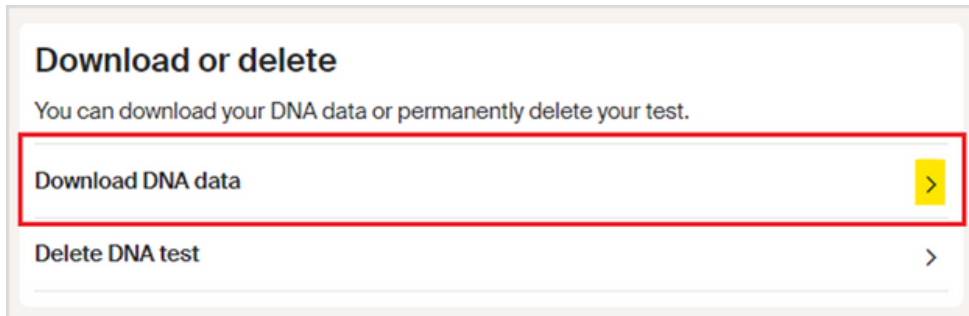 Download or delete
You can download your DNA data or permanently delete your test.
Download DNA data
Delete DNA test